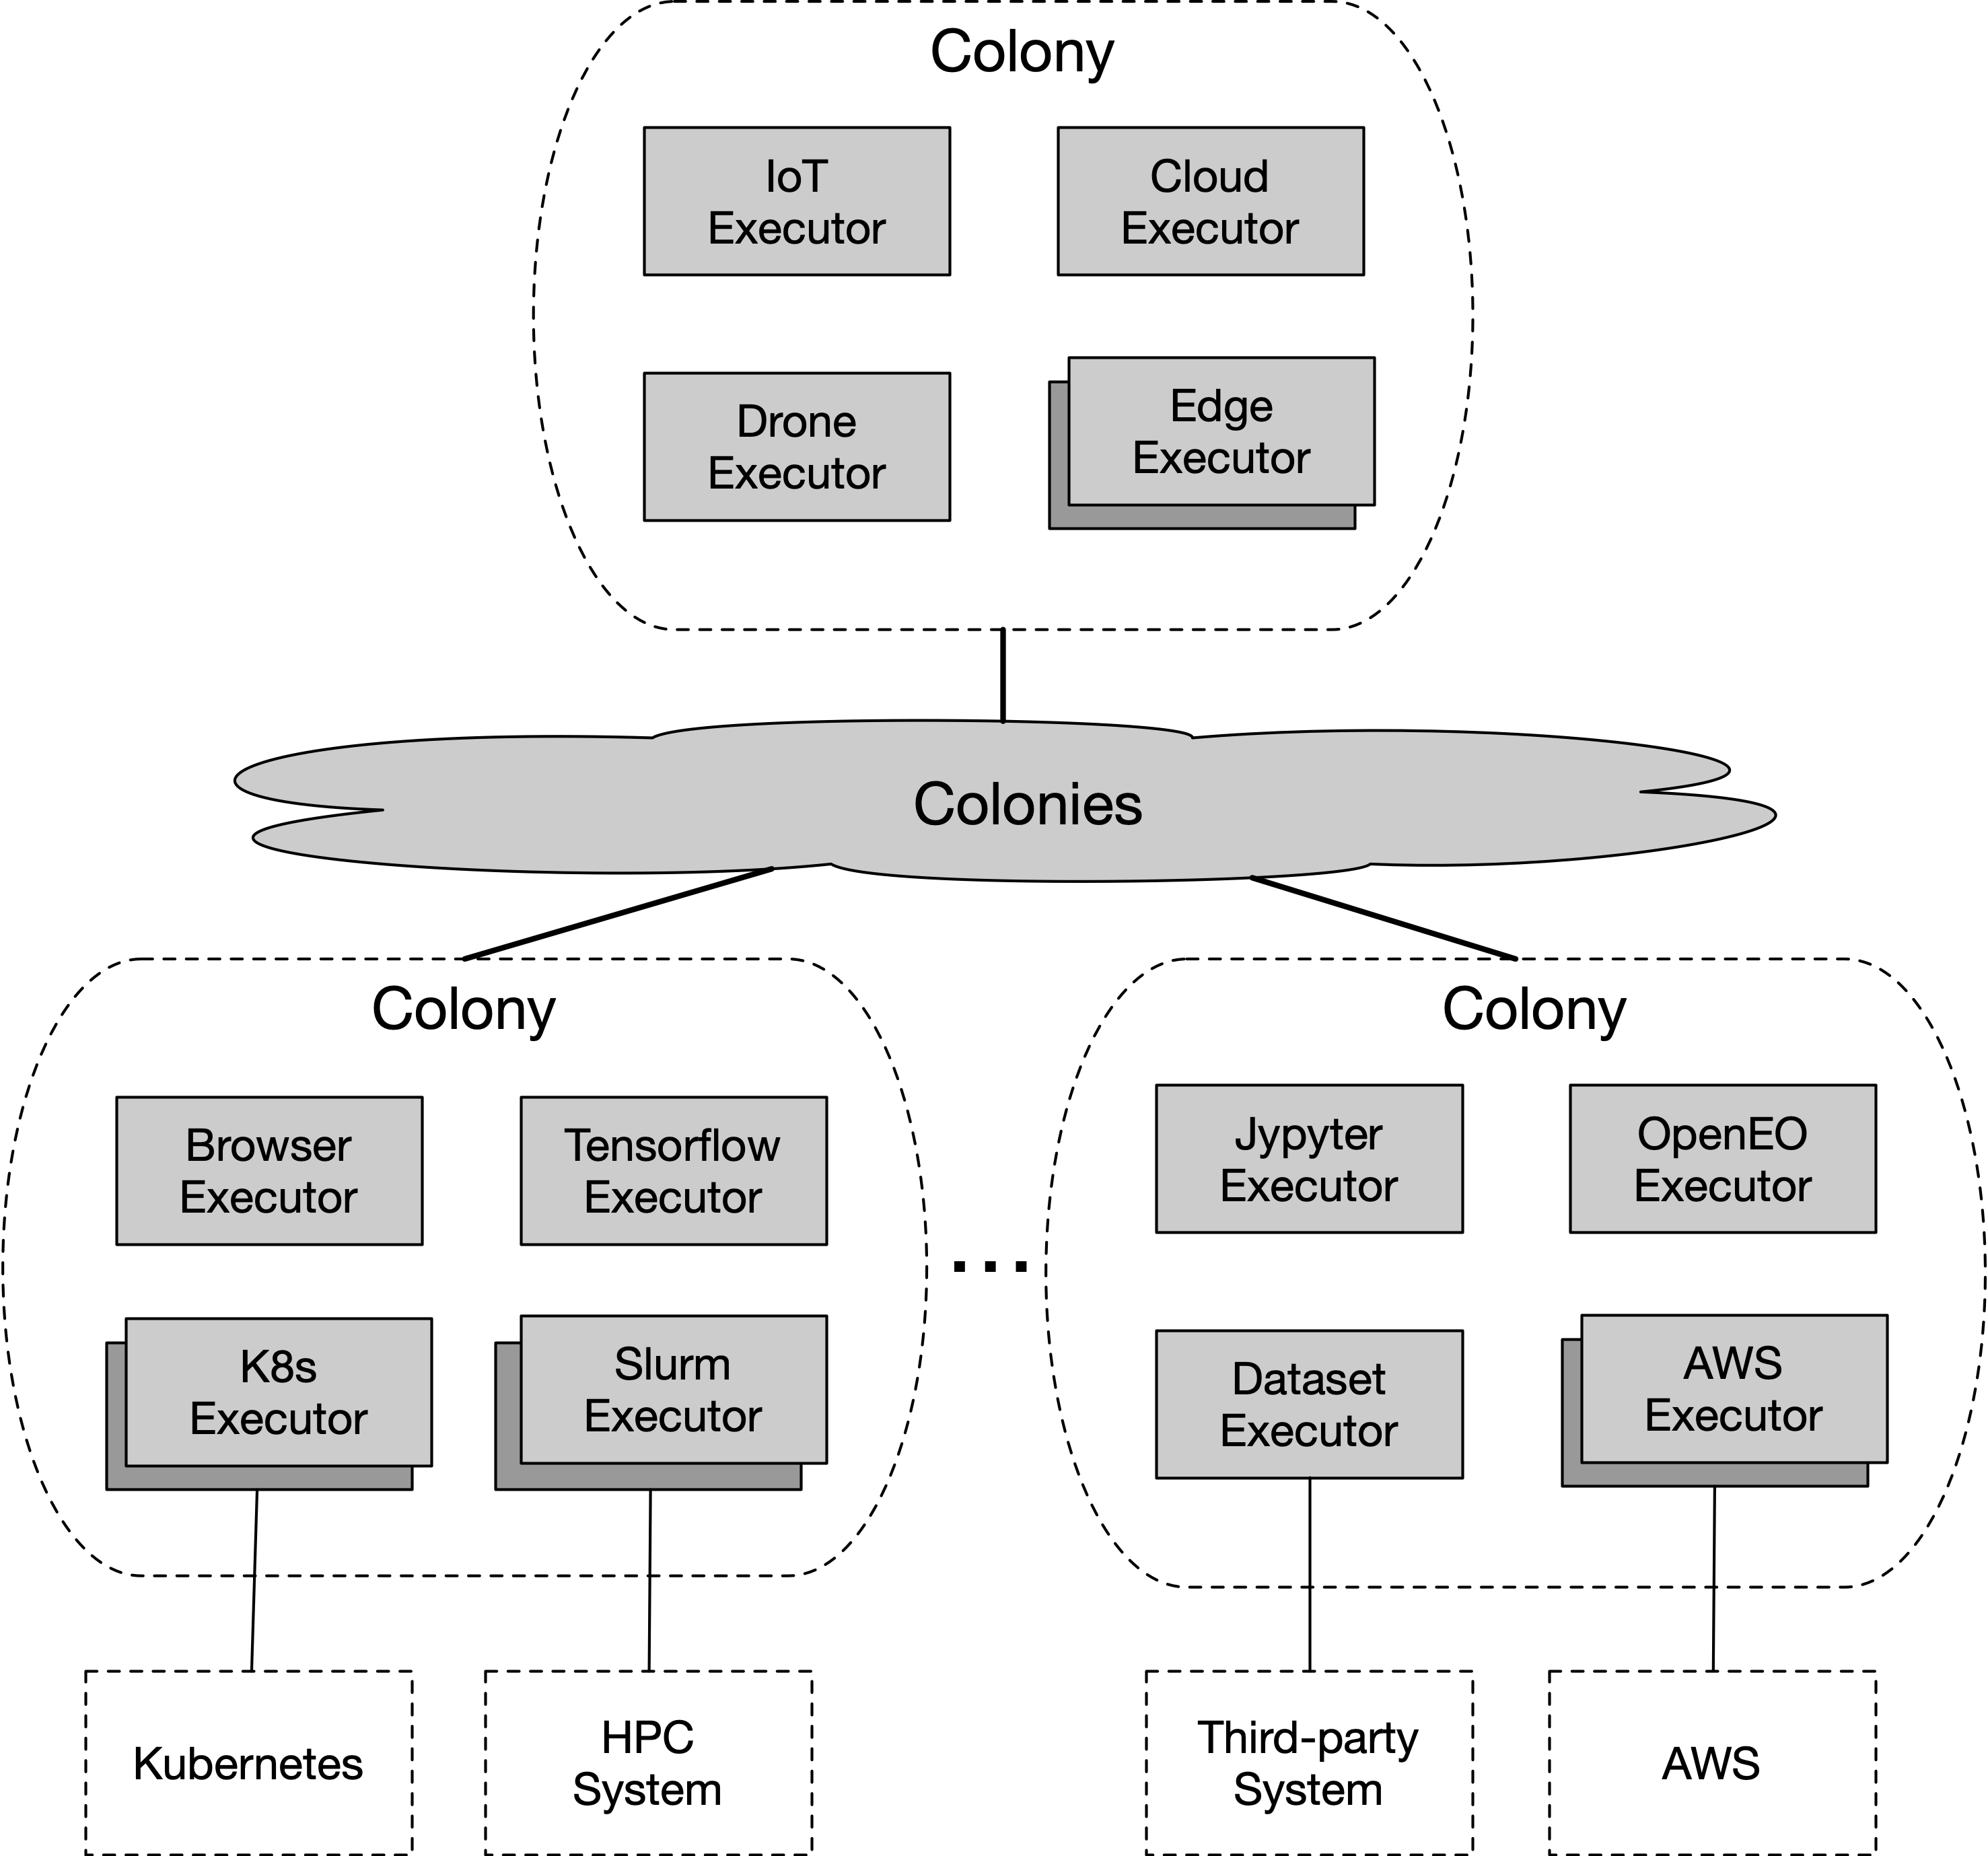 Colony
IoT
Executor
Cloud
Executor
Drone
Executor
Edge
Executor
Colonies
Colony
Browser
Executor
Tensorflow
Executor
K8s
Executor
Slurm
Executor
...
Colony
Jypyter
Executor
OpenEO
Executor
Dataset
Executor
AWS
Executor
Kubernetes
HPC
System
Third-party
System
AWS